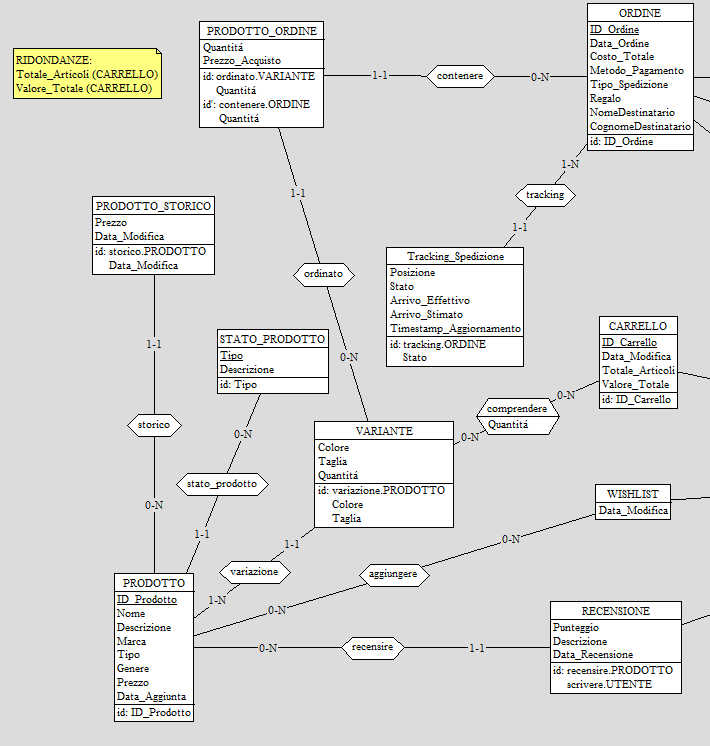 RIDONDANZE:
Totale_Articoli (CARRELLO)
Valore_Totale (CARRELLO)
PRODOTTO_ORDINE
Quantitá
Prezzo_Acquisto
id: ordinato.VARIANTE
Quantitá
id': contenere.ORDINE
Quantitá
1-1
contenere
0-N
ORDINE
ID_Ordine
Data_Ordine
Costo_Totale
Metodo_Pagamento
Tipo_Spedizione
Regalo
NomeDestinatario
CognomeDestinatario
id: ID_Ordine
1-N
tracking
1-1
Tracking_Spedizione
Posizione
Stato
Arrivo_Effettivo
Arrivo_Stimato
Timestamp_Aggiornamento
id: tracking.ORDINE
Stato
1-1
ordinato
0-N
PRODOTTO_STORICO
Prezzo
Data_Modifica
id: storico.PRODOTTO
Data_Modifica
1-1
storico
0-N
STATO_PRODOTTO
Tipo
Descrizione
id: Tipo
0-N
stato_prodotto
1-1
VARIANTE
Colore
Taglia
Quantitá
id: variazione.PRODOTTO
Colore
Taglia
0-N
comprendere
Quantitá
0-N
CARRELLO
ID_Carrello
Data_Modifica
Totale_Articoli
Valore_Totale
id: ID_Carrello
1-1
variazione
1-N
WISHLIST
Data_Modifica
0-N
aggiungere
0-N
PRODOTTO
ID_Prodotto
Nome
Descrizione
Marca
Tipo
Genere
Prezzo
Data_Aggiunta
id: ID_Prodotto
0-N
recensire
1-1
RECENSIONE
Punteggio
Descrizione
Data_Recensione
id: recensire.PRODOTTO
scrivere.UTENTE